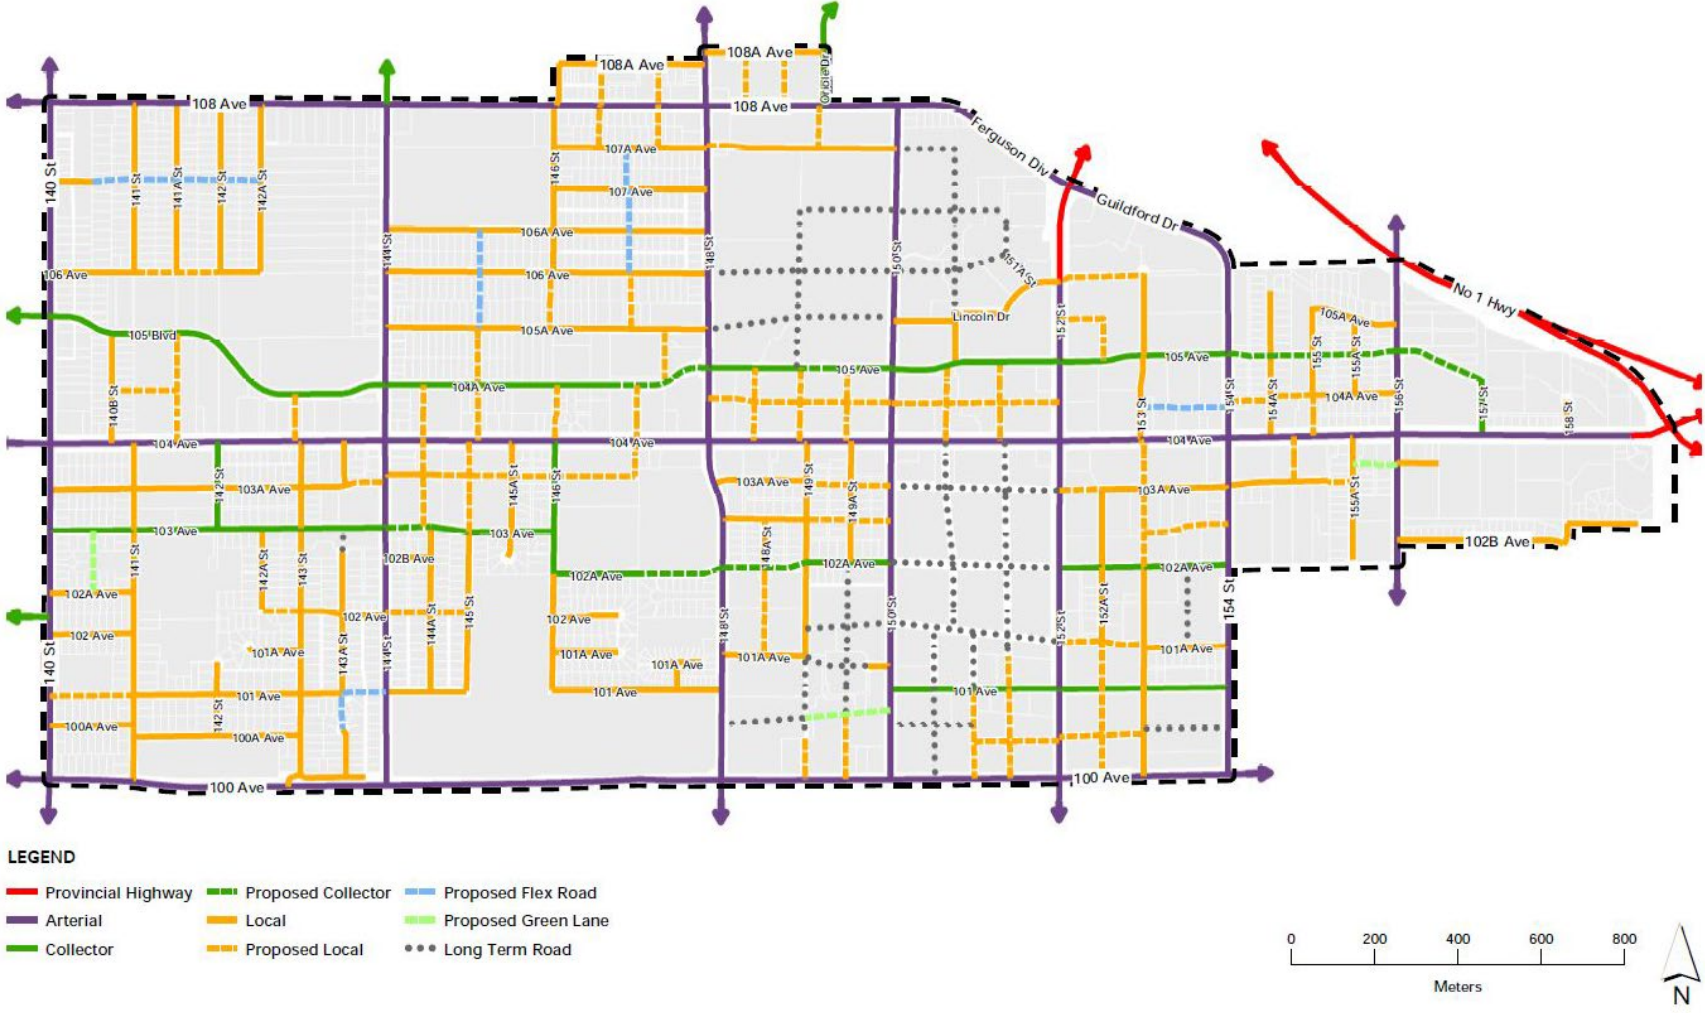 108A Ave
108A Ave
108 Ave
108 Ave
Ferguson Div
Guildford Dr
No 1 Hwy
140 St
141 St
141A St
142 St
142A St
146 St
107A Ave
107 Ave
106A Ave
106 Ave
106 Ave
144 St
148 St
150 St
151A St
152 St
Lincoln Dr
105A Ave
105A Ave
105 Blvd
105 Ave
105 Ave
155 St
155A St
104A Ave
104A Ave
140B St
153 St
154 St
154A St
156 St
157 St
158 St
104 Ave
104 Ave
104 Ave
142 St
103A Ave
145A St
146 St
103A Ave
149 St
149A St
103A Ave
155A St
103 Ave
103 Ave
102B Ave
141 St
142A St
143 St
102B Ave
148A St
102A Ave
102A Ave
102A Ave
102A Ave
102 Ave
102 Ave
102 Ave
144A St
145 St
148 St
150 St
152 St
152A St
154 St
140 St
101A Ave
143A St
144 St
101A Ave
101A Ave
101A Ave
101A Ave
101 Ave
101 Ave
101 Ave
142 St
100A Ave
100A Ave
100 Ave
100 Ave
LEGEND
Provincial Highway
Arterial
Collector
Proposed Collector
Local
Proposed Local
Proposed Flex Road
Proposed Green Lane
Long Term Road
0 200 400 600 800
Meters
N